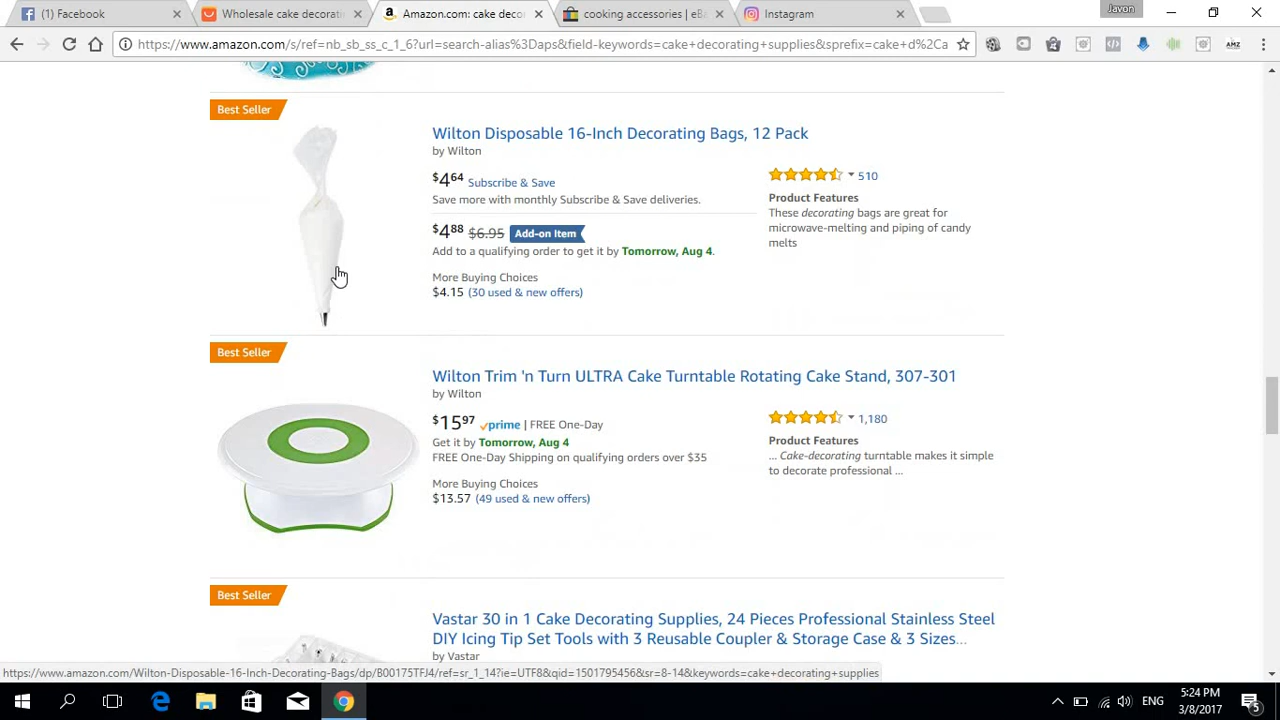 (1) Facebook
Wholesale cake decorati
Amazon.com: cake deco
cooking accessories | eB
Instagram
Javon
https://www.amazon.com/s/ref=nb_sb_ss_c_1_6?url=search-alias%3Daps&field-keywords=cake+decorating+supplies&sprefix=cake+d%2Ca
AMZ
Best Seller
Wilton Disposable 16-Inch Decorating Bags, 12 Pack
by Wilton
$4 64 Subscribe & Save
Save more with monthly Subscribe & Save deliveries.
$4 88 $6.95 Add-on Item
Add to a qualifying order to get it by Tomorrow, Aug 4.
More Buying Choices
$4.15 (30 used & new offers)
510
Product Features
These decorating bags are great for
microwave-melting and piping of candy
melts
Best Seller
Wilton Trim 'n Turn ULTRA Cake Turntable Rotating Cake Stand, 307-301
by Wilton
$15 97 prime | FREE One-Day
Get it by Tomorrow, Aug 4
FREE One-Day Shipping on qualifying orders over $35
More Buying Choices
$13.57 (49 used & new offers)
1,180
Product Features
... Cake-decorating turntable makes it simple
to decorate professional ...
Best Seller
Vastar 30 in 1 Cake Decorating Supplies, 24 Pieces Professional Stainless Steel
DIY Icing Tip Set Tools with 3 Reusable Coupler & Storage Case & 3 Sizes...
by Vastar
https://www.amazon.com/Wilton-Disposable-16-Inch-Decorating-Bags/dp/B00175TFJ4/ref=sr_1_14?ie=UTF8&qid=1501795456&sr=8-14&keywords=cake+decorating+supplies
ENG
5:24 PM
3/8/2017
5